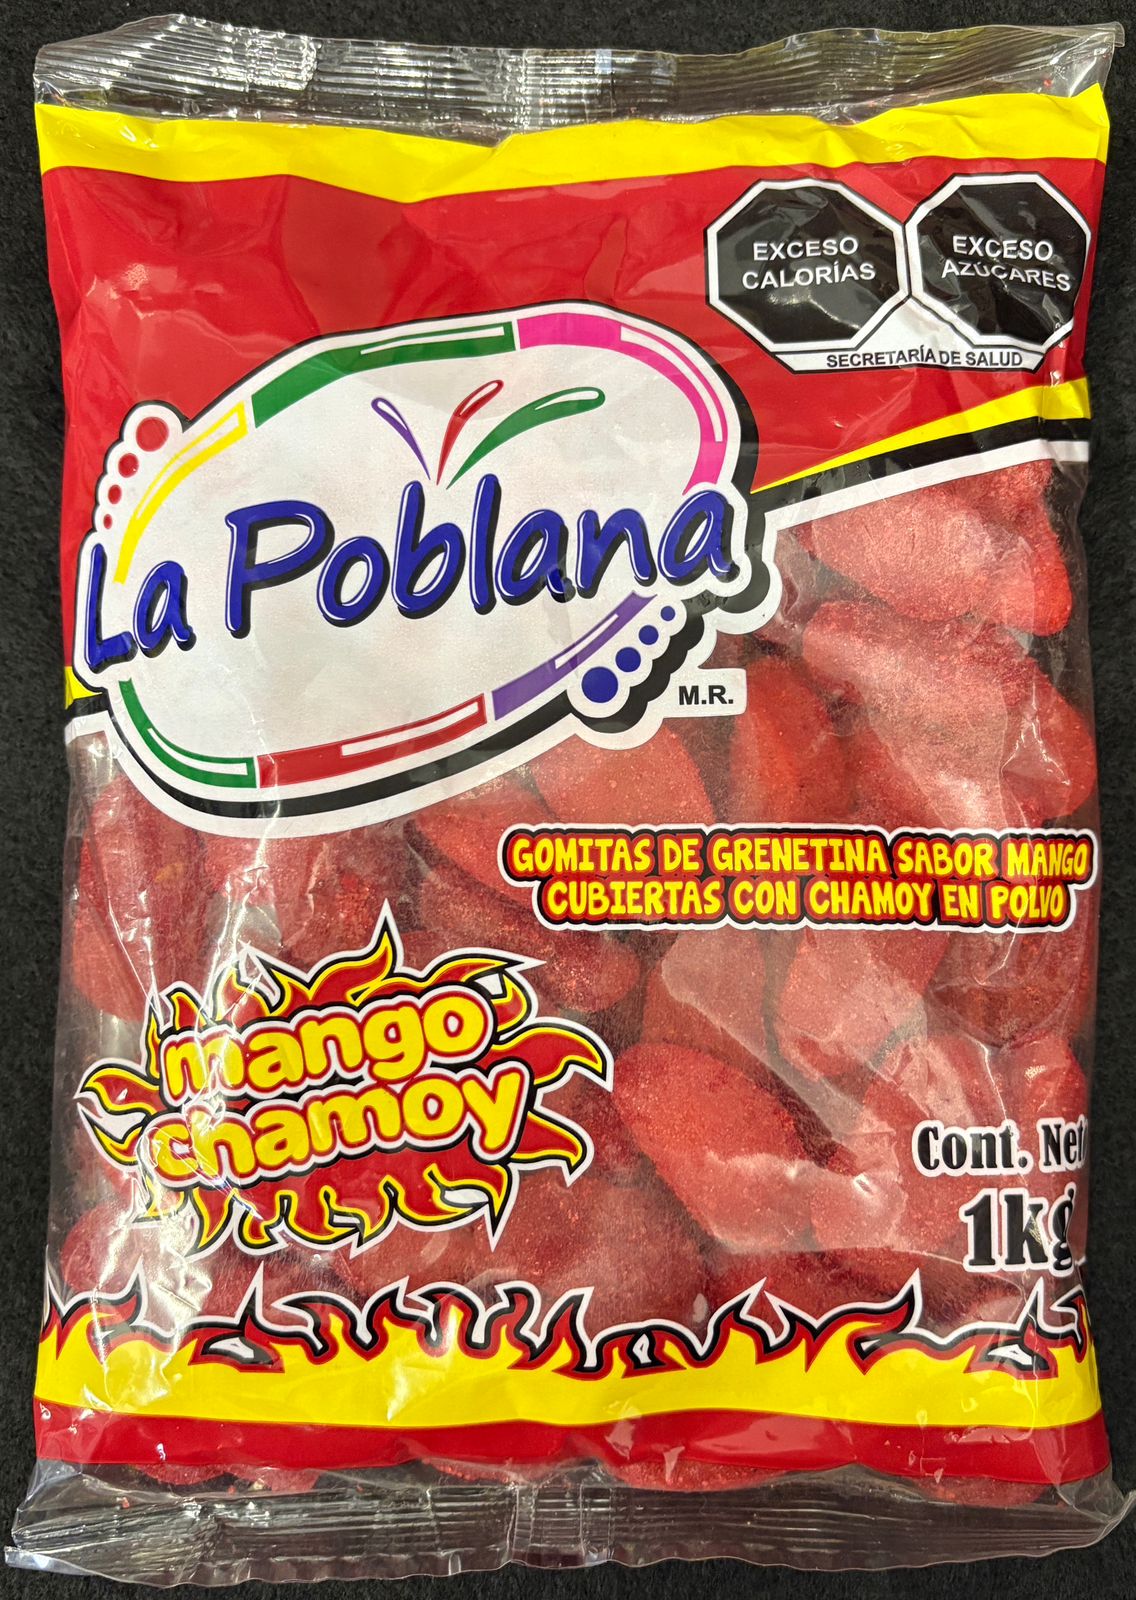 EXCESO
CALORÍAS
EXCESO
AZÚCARES
SECRETARÍA DE SALUD
La Poblana
M.R.
GOMITAS DE GRENETINA SABOR MANGO
CUBIERTAS CON CHAMOY EN POLVO
mango
chamoy
Cont. Net
1kg